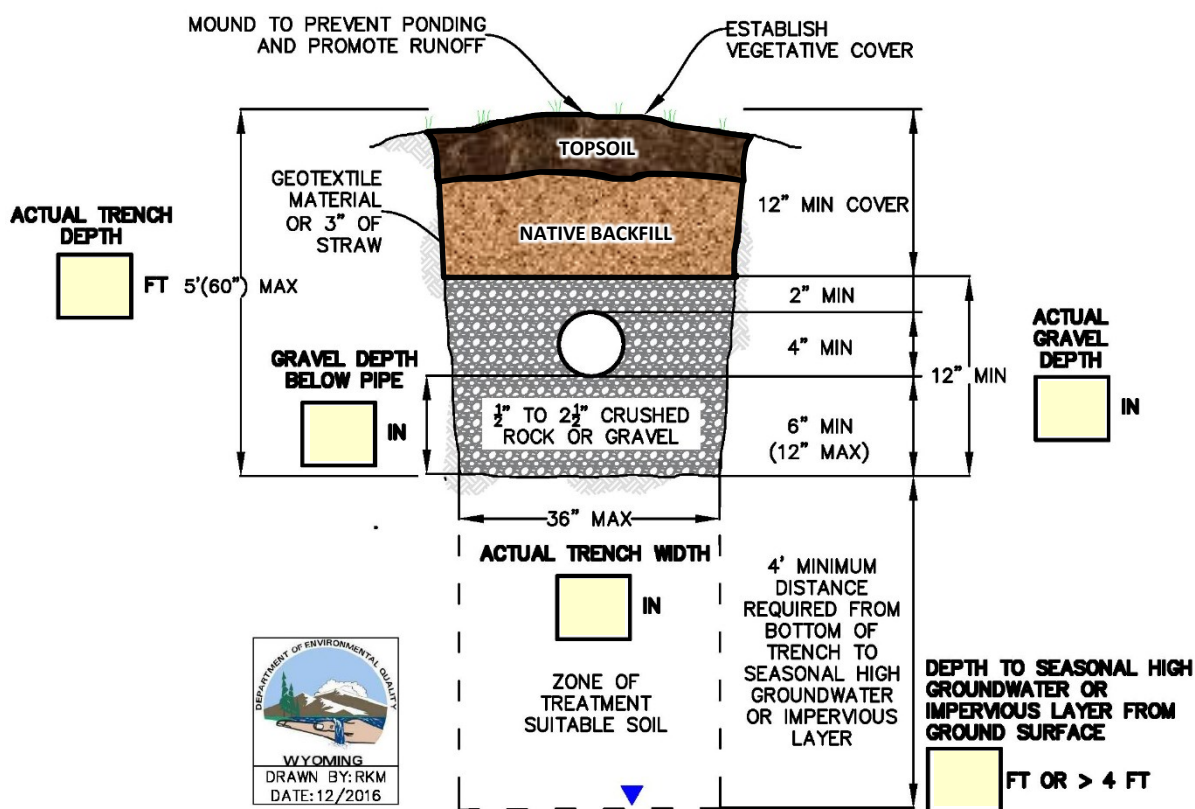 MOUND TO PREVENT PONDING
AND PROMOTE RUNOFF
ESTABLISH
VEGETATIVE COVER
TOPSOIL
GEOTEXTILE
MATERIAL
OR 3" OF
STRAW
NATIVE BACKFILL
12" MIN COVER
ACTUAL TRENCH
DEPTH
FT 5'(60") MAX
2" MIN
4" MIN
12" MIN
ACTUAL
GRAVEL
DEPTH
IN
GRAVEL DEPTH
BELOW PIPE
IN
½" TO 2½" CRUSHED
ROCK OR GRAVEL
6" MIN
(12" MAX)
36" MAX
ACTUAL TRENCH WIDTH
IN
ZONE OF
TREATMENT
SUITABLE SOIL
4' MINIMUM
DISTANCE
REQUIRED FROM
BOTTOM OF
TRENCH TO
SEASONAL HIGH
GROUNDWATER
OR IMPERVIOUS
LAYER
DEPTH TO SEASONAL HIGH
GROUNDWATER OR
IMPERVIOUS LAYER FROM
GROUND SURFACE
FT OR > 4 FT
DEPARTMENT OF ENVIRONMENTAL QUALITY
WYOMING
DRAWN BY: RKM
DATE: 12/2016